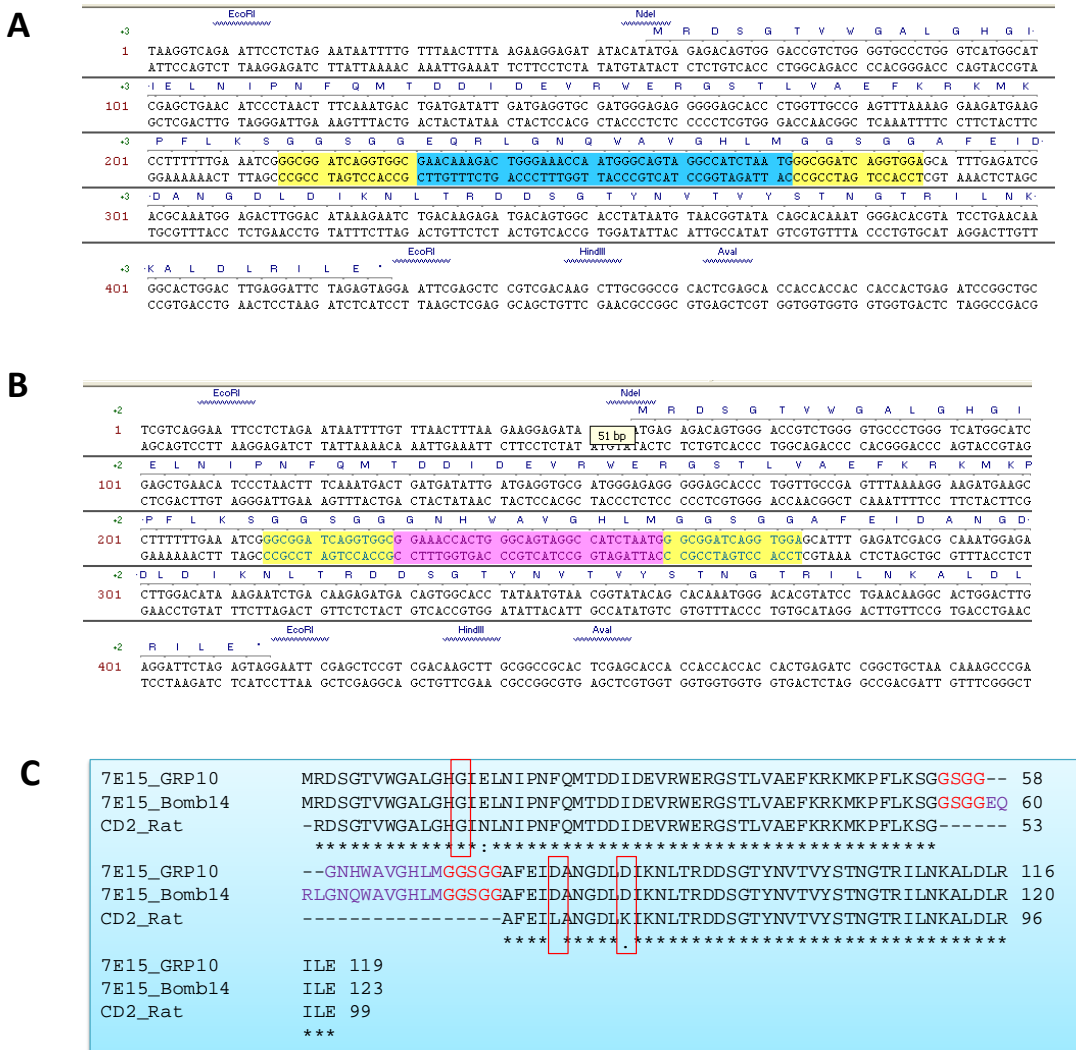 A
EcoRI NdeI
+3 M R D S G T V W G A L G H G I·
1 TAAGGTCAGA ATTCCTCTAG AATAATTTTG TTTAACTTTA AGAAGGAGAT ATACATATGA GAGACAGTGG GACCGTCTGG GGTGCCCTGG GTCATGGCAT
ATTCCAGTCT TAAGGAGATC TTATTAAAAC AAATTGAAAT TCTTCCTCTA TATGTATACT CTCTGTCACC CTGGCAGACC CCACGGGACC CAGTACCGTA
+3 ·I E L N I P N F Q M T D D I D E V R W E R G S T L V A E F K R K M K
101 CGAGCTGAAC ATCCCTAACT TTCAAATGAC TGATGATATT GATGAGGTGC GATGGGAGAG GGGGAGCACC CTGGTTGCCG AGTTTAAAAG GAAGATGAAG
GCTCGACTTG TAGGGATTGA AAGTTTACTG ACTACTATAA CTACTCCACG CTACCCTCTC CCCCTCGTGG GACCAACGGC TCAAATTTTC CTTCTACTTC
+3 P F L K S G G S G G E Q R L G N Q W A V G H L M G G S G G A F E I D·
201 CCTTTTTTGA AATCGGGCGG ATCAGGTGGC GAACAAAGAC TGGGAAACCA ATGGGCAGTA GGCCATCTAA TGGGCGGATC AGGTGGAGCA TTTGAGATCG
GGAAAAAACT TTAGCCCGCC TAGTCCACCG CTTGTTTCTG ACCCTTTGGT TACCCGTCAT CCGGTAGATT ACCCGCCTAG TCCACCTCGT AAACTCTAGC
+3 ·D A N G D L D I K N L T R D D S G T Y N V T V Y S T N G T R I L N K·
301 ACGCAAATGG AGACTTGGAC ATAAAGAATC TGACAAGAGA TGACAGTGGC ACCTATAATG TAACGGTATA CAGCACAAAT GGGACACGTA TCCTGAACAA
TGCGTTTACC TCTGAACCTG TATTTCTTAG ACTGTTCTCT ACTGTCACCG TGGATATTAC ATTGCCATAT GTCGTGTTTA CCCTGTGCAT AGGACTTGTT
EcoRI HindIII AvaI
+3 ·K A L D L R I L E *
401 GGCACTGGAC TTGAGGATTC TAGAGTAGGA ATTCGAGCTC CGTCGACAAG CTTGCGGCCG CACTCGAGCA CCACCACCAC CACCACTGAG ATCCGGCTGC
CCGTGACCTG AACTCCTAAG ATCTCATCCT TAAGCTCGAG GCAGCTGTTC GAACGCCGGC GTGAGCTCGT GGTGGTGGTG GTGGTGACTC TAGGCCGACG
B
EcoRI NdeI
+2 M R D S G T V W G A L G H G I
1 TCGTCAGGAA TTCCTCTAGA ATAATTTTGT TTAACTTTAA GAAGGAGATA ATGAG AGACAGTGGG ACCGTCTGGG GTGCCCTGGG TCATGGCATC
AGCAGTCCTT AAGGAGATCT TATTAAAACA AATTGAAATT CTTCCTCTAT ATGTATACTC TCTGTCACCC TGGCAGACCC CACGGGACCC AGTACCGTAG
51 bp
+2 E L N I P N F Q M T D D I D E V R W E R G S T L V A E F K R K M K P
101 GAGCTGAACA TCCCTAACTT TCAAATGACT GATGATATTG ATGAGGTGCG ATGGGAGAGG GGGAGCACCC TGGTTGCCGA GTTTAAAAGG AAGATGAAGC
CTCGACTTGT AGGGATTGAA AGTTTACTGA CTACTATAAC TACTCCACGC TACCCTCTCC CCCTCGTGGG ACCAACGGCT CAAATTTTCC TTCTACTTCG
+2 ·P F L K S G G S G G G N H W A V G H L M G G S G G A F E I D A N G D·
201 CTTTTTTGAA ATCGGGCGGA TCAGGTGGCG GAAACCACTG GGCAGTAGGC CATCTAATGG GCGGATCAGG TGGAGCATTT GAGATCGACG CAAATGGAGA
GAAAAAACTT TAGCCCGCCT AGTCCACCGC CTTTGGTGAC CCGTCATCCG GTAGATTACC CGCCTAGTCC ACCTCGTAAA CTCTAGCTGC GTTTACCTCT
+2 ·D L D I K N L T R D D S G T Y N V T V Y S T N G T R I L N K A L D L
301 CTTGGACATA AAGAATCTGA CAAGAGATGA CAGTGGCACC TATAATGTAA CGGTATACAG CACAAATGGG ACACGTATCC TGAACAAGGC ACTGGACTTG
GAACCTGTAT TTCTTAGACT GTTCTCTACT GTCACCGTGG ATATTACATT GCCATATGTC GTGTTTACCC TGTGCATAGG ACTTGTTCCG TGACCTGAAC
EcoRI HindIII AvaI
+2 R I L E *
401 AGGATTCTAG AGTAGGAATT CGAGCTCCGT CGACAAGCTT GCGGCCGCAC TCGAGCACCA CCACCACCAC CACTGAGATC CGGCTGCTAA CAAAGCCCGA
TCCTAAGATC TCATCCTTAA GCTCGAGGCA GCTGTTCGAA CGCCGGCGTG AGCTCGTGGT GGTGGTGGTG GTGACTCTAG GCCGACGATT GTTTCGGGCT
C
7E15_GRP10 MRDSGTVWGALGHGIELNIPNFQMTDDIDEVRWERGSTLVAEFKRKMKPFLKSGGSGG-- 58
7E15_Bomb14 MRDSGTVWGALGHGIELNIPNFQMTDDIDEVRWERGSTLVAEFKRKMKPFLKSGGSGGEQ 60
CD2_Rat -RDSGTVWGALGHGINLNIPNFQMTDDIDEVRWERGSTLVAEFKRKMKPFLKSG------ 53
**************:**************************************
7E15_GRP10 --GNHWAVGHLMGGSGGAFEIDANGDLDIKNLTRDDSGTYNVTVYSTNGTRILNKALDLR 116
7E15_Bomb14 RLGNQWAVGHLMGGSGGAFEIDANGDLDIKNLTRDDSGTYNVTVYSTNGTRILNKALDLR 120
CD2_Rat -----------------AFEILANGDLKIKNLTRDDSGTYNVTVYSTNGTRILNKALDLR 96
**** *****.********************************
7E15_GRP10 ILE 119
7E15_Bomb14 ILE 123
CD2_Rat ILE 99
***